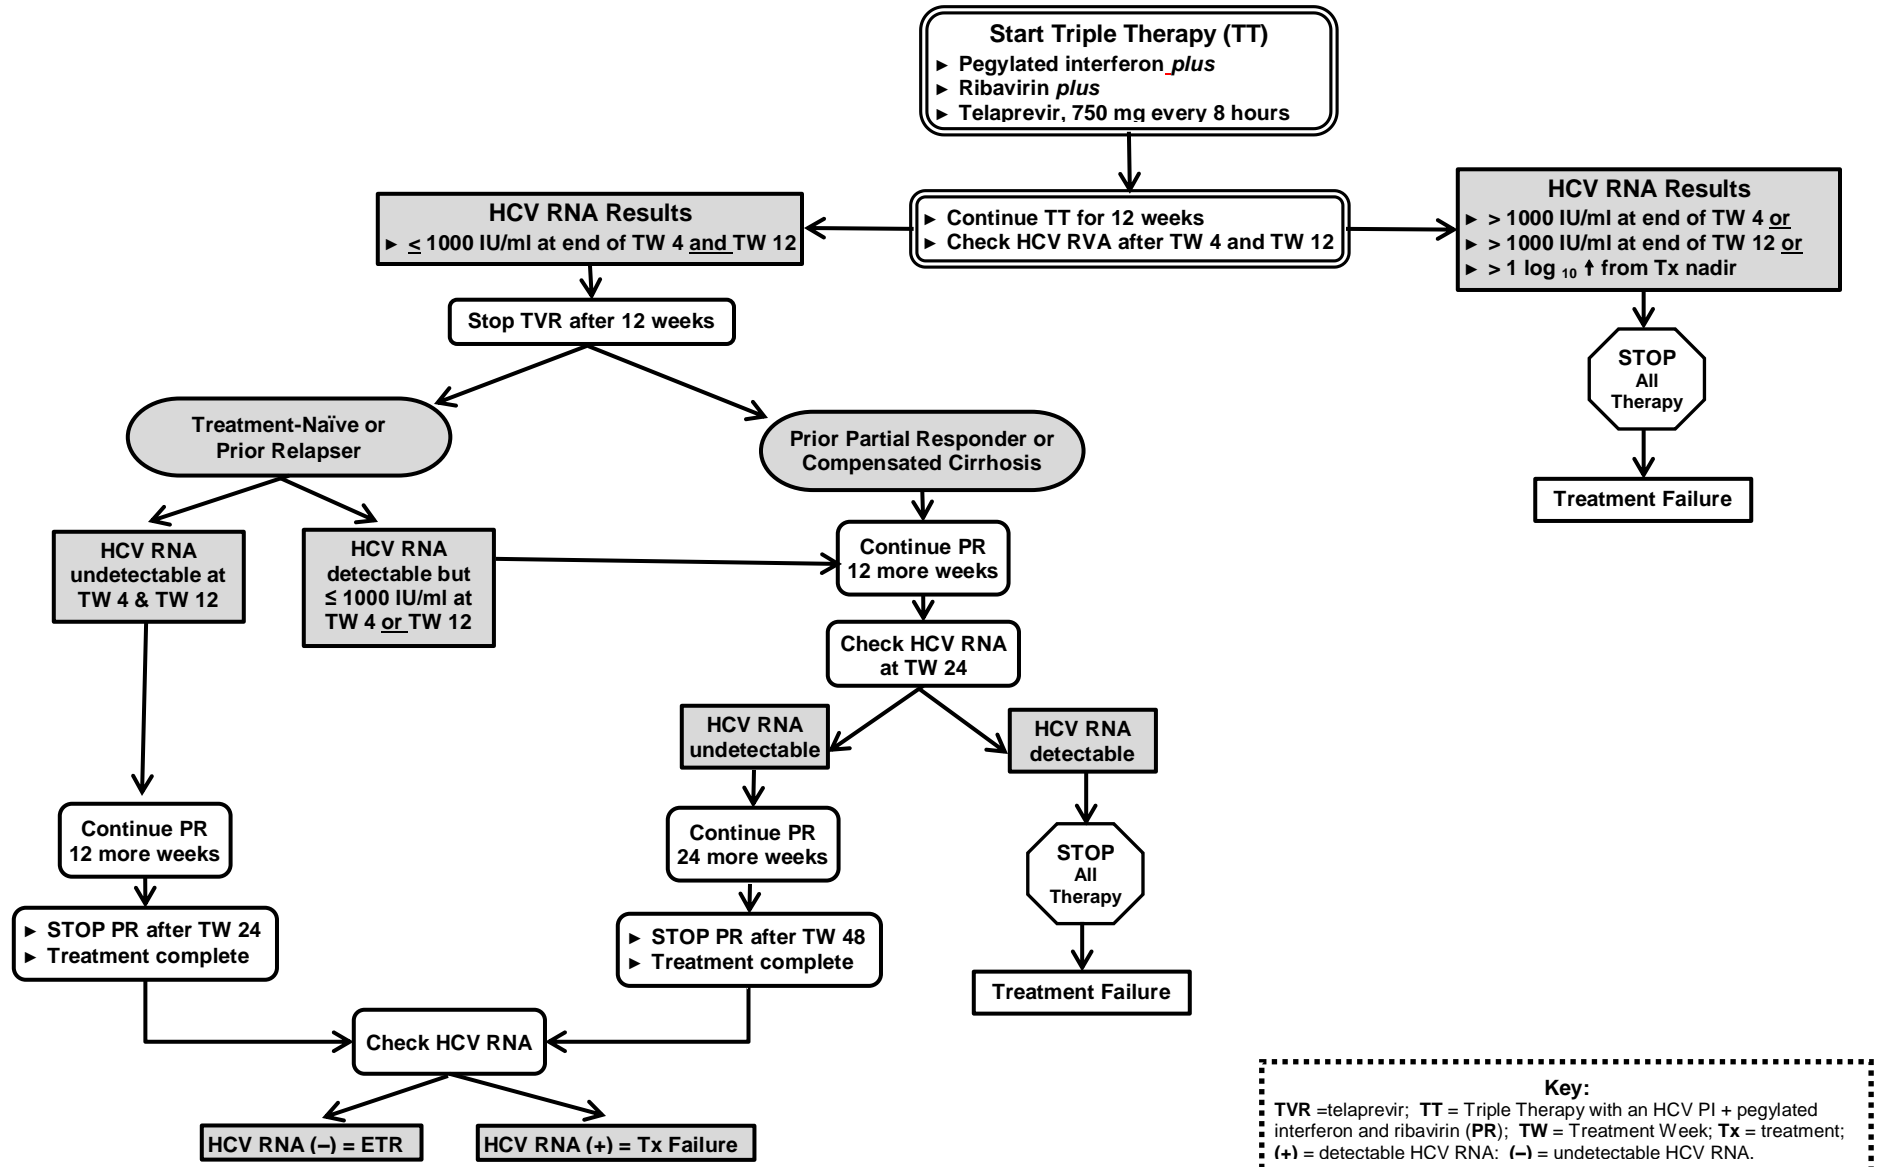 Start Triple Therapy (TT)
► Pegylated interferon plus
► Ribavirin plus
► Telaprevir, 750 mg every 8 hours
HCV RNA Results
► ≤ 1000 IU/ml at end of TW 4 and TW 12
► Continue TT for 12 weeks
► Check HCV RVA after TW 4 and TW 12
HCV RNA Results
► > 1000 IU/ml at end of TW 4 or
► > 1000 IU/ml at end of TW 12 or
► > 1 log 10 ↑ from Tx nadir
Stop TVR after 12 weeks
STOP
All
Therapy
Treatment Failure
Treatment-Naïve or
Prior Relapser
Prior Partial Responder or
Compensated Cirrhosis
HCV RNA
undetectable at
TW 4 & TW 12
HCV RNA
detectable but
≤ 1000 IU/ml at
TW 4 or TW 12
Continue PR
12 more weeks
Check HCV RNA
at TW 24
HCV RNA
undetectable
HCV RNA
detectable
Continue PR
12 more weeks
Continue PR
24 more weeks
STOP
All
Therapy
► STOP PR after TW 24
► Treatment complete
► STOP PR after TW 48
► Treatment complete
Treatment Failure
Check HCV RNA
HCV RNA (–) = ETR
HCV RNA (+) = Tx Failure
Key:
TVR =telaprevir; TT = Triple Therapy with an HCV PI + pegylated
interferon and ribavirin (PR); TW = Treatment Week; Tx = treatment;
(+) = detectable HCV RNA; (–) = undetectable HCV RNA.